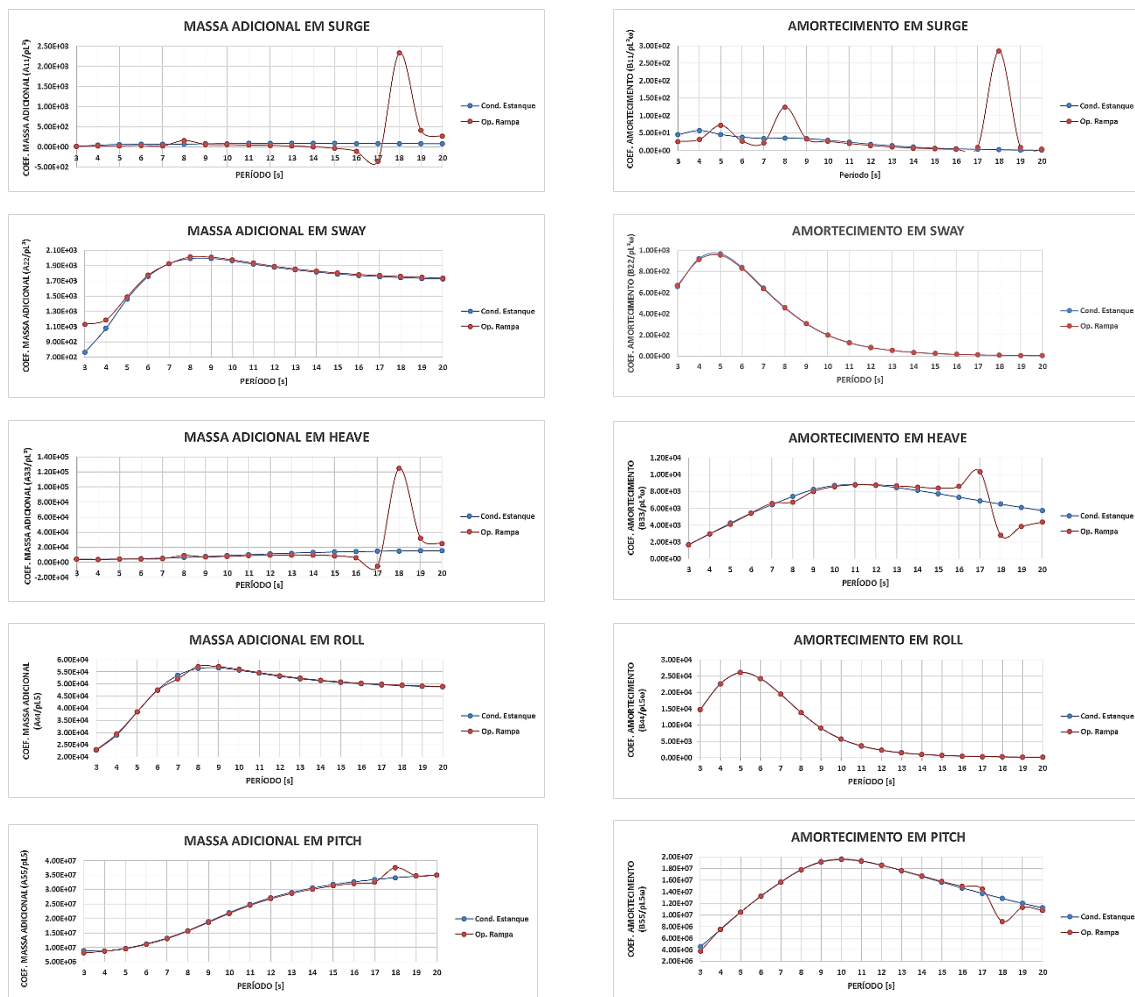 MASSA ADICIONAL EM SURGE
COEF. MASSA ADICIONAL (A11/ρL³)
2.50E+03
2.00E+03
1.50E+03
1.00E+03
5.00E+02
0.00E+00
-5.00E+02
3 4 5 6 7 8 9 10 11 12 13 14 15 16 17 18 19 20
PERÍODO [s]
Cond. Estanque
Op. Rampa
AMORTECIMENTO EM SURGE
COEF. AMORTECIMENTO (B11/ρL³ω)
3.00E+02
2.50E+02
2.00E+02
1.50E+02
1.00E+02
5.00E+01
0.00E+00
3 4 5 6 7 8 9 10 11 12 13 14 15 16 17 18 19 20
Período [s]
Cond. Estanque
Op. Rampa
MASSA ADICIONAL EM SWAY
COEF. MASSA ADICIONAL (A22/ρL³)
2.10E+03
1.90E+03
1.70E+03
1.50E+03
1.30E+03
1.10E+03
9.00E+02
7.00E+02
3 4 5 6 7 8 9 10 11 12 13 14 15 16 17 18 19 20
PERÍODO [s]
Cond. Estanque
Op. Rampa
AMORTECIMENTO EM SWAY
COEF. AMORTECIMENTO (B22/ρL³ω)
1.00E+03
8.00E+02
6.00E+02
4.00E+02
2.00E+02
0.00E+00
3 4 5 6 7 8 9 10 11 12 13 14 15 16 17 18 19 20
PERÍODO [s]
Cond. Estanque
Op. Rampa
MASSA ADICIONAL EM HEAVE
COEF. MASSA ADICIONAL (A33/ρL³)
1.40E+05
1.20E+05
1.00E+05
8.00E+04
6.00E+04
4.00E+04
2.00E+04
0.00E+00
-2.00E+04
3 4 5 6 7 8 9 10 11 12 13 14 15 16 17 18 19 20
PERÍODO [s]
Cond. Estanque
Op. Rampa
AMORTECIMENTO EM HEAVE
COEF. AMORTECIMENTO
(B33/ρL³ω)
1.20E+04
1.00E+04
8.00E+03
6.00E+03
4.00E+03
2.00E+03
0.00E+00
3 4 5 6 7 8 9 10 11 12 13 14 15 16 17 18 19 20
PERÍODO [s]
Cond. Estanque
Op. Rampa
MASSA ADICIONAL EM ROLL
COEF. MASSA ADICIONAL
(A44/ρL5)
6.00E+04
5.50E+04
5.00E+04
4.50E+04
4.00E+04
3.50E+04
3.00E+04
2.50E+04
2.00E+04
3 4 5 6 7 8 9 10 11 12 13 14 15 16 17 18 19 20
PERÍODO [s]
Cond. Estanque
Op. Rampa
AMORTECIMENTO EM ROLL
COEF. AMORTECIMENTO
(B44/ρL5ω)
3.00E+04
2.50E+04
2.00E+04
1.50E+04
1.00E+04
5.00E+03
0.00E+00
3 4 5 6 7 8 9 10 11 12 13 14 15 16 17 18 19 20
PERÍODO [s]
Cond. Estanque
Op. Rampa
MASSA ADICIONAL EM PITCH
COEF. MASSA ADICIONAL (A55/ρL5)
4.00E+07
3.50E+07
3.00E+07
2.50E+07
2.00E+07
1.50E+07
1.00E+07
5.00E+06
3 4 5 6 7 8 9 10 11 12 13 14 15 16 17 18 19 20
PERÍODO [s]
Cond. Estanque
Op. Rampa
AMORTECIMENTO EM PITCH
COEF. AMORTECIMENTO
(B55/ρL5ω)
2.00E+07
1.80E+07
1.60E+07
1.40E+07
1.20E+07
1.00E+07
8.00E+06
6.00E+06
4.00E+06
2.00E+06
3 4 5 6 7 8 9 10 11 12 13 14 15 16 17 18 19 20
PERÍODO [s]
Cond. Estanque
Op. Rampa